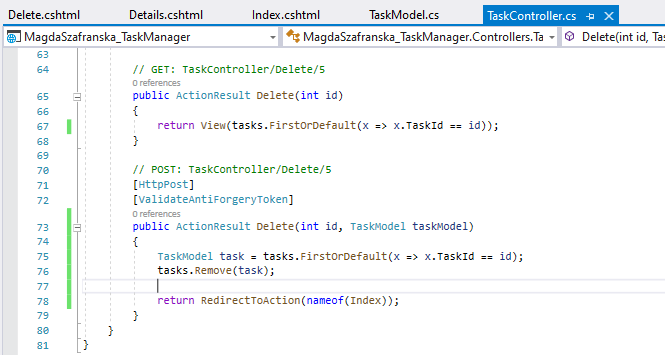 Delete.cshtml Details.cshtml Index.cshtml TaskModel.cs TaskController.cs
MagdaSzafranska_TaskManager MagdaSzafranska_TaskManager.Controllers.Ta Delete(int id, Ta
63
64 // GET: TaskController/Delete/5
0 references
65 public ActionResult Delete(int id)
66 {
67 return View(tasks.FirstOrDefault(x => x.TaskId == id));
68 }
69
70 // POST: TaskController/Delete/5
71 [HttpPost]
72 [ValidateAntiForgeryToken]
0 references
73 public ActionResult Delete(int id, TaskModel taskModel)
74 {
75 TaskModel task = tasks.FirstOrDefault(x => x.TaskId == id);
76 tasks.Remove(task);
77
78 return RedirectToAction(nameof(Index));
79 }
80 }
81 }